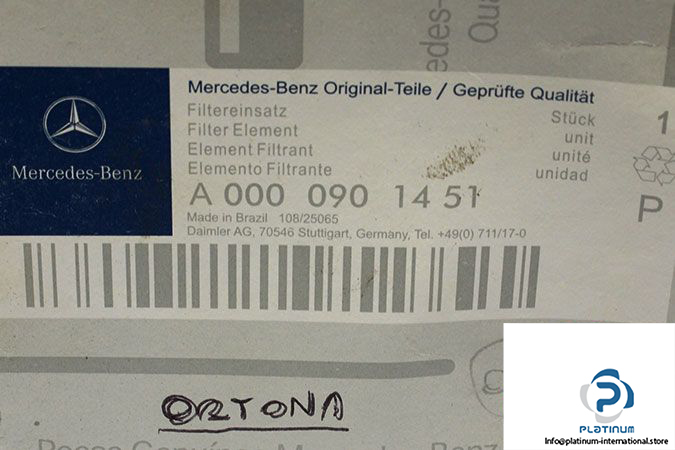 Mercedes-Benz
Mercedes-Benz Original-Teile / Geprüfte Qualität
Filtereinsatz
Filter Element
Element Filtrant
Elemento Filtrante
Stück 1
unit
unité
unidad
A 000 090 14 51
P
Made in Brazil 108/25065
Daimler AG, 70546 Stuttgart, Germany, Tel. +49(0) 711/17-0
ORTONA
PLATINUM
Info@platinum-international.store